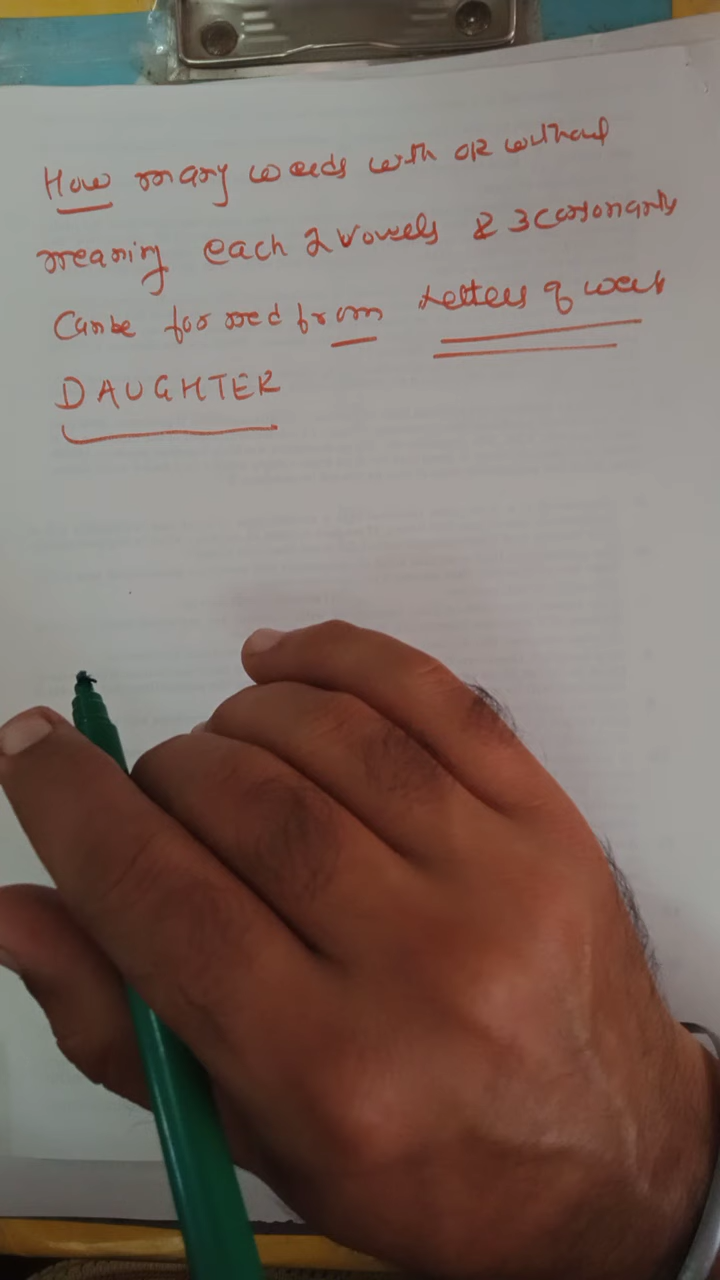 How many words with OR without
meaning each 2 vowels & 3 consonants
Can be formed from Letters of word
DAUGHTER